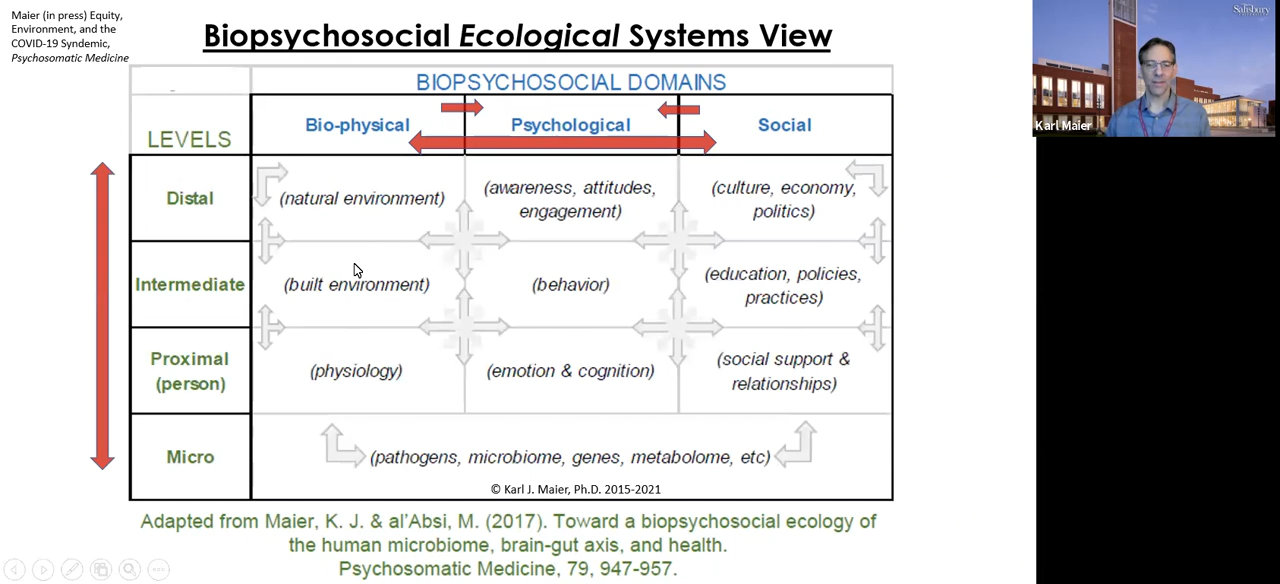 Maier (in press) Equity,
Environment, and the
COVID-19 Syndemic,
Psychosomatic Medicine
Biopsychosocial Ecological Systems View
BIOPSYCHOSOCIAL DOMAINS
LEVELS
Bio-physical
Psychological
Social
Distal
(natural environment)
(awareness, attitudes,
engagement)
(culture, economy,
politics)
Intermediate
(built environment)
(behavior)
(education, policies,
practices)
Proximal
(person)
(physiology)
(emotion & cognition)
(social support &
relationships)
Micro
(pathogens, microbiome, genes, metabolome, etc)
© Karl J. Maier, Ph.D. 2015-2021
Adapted from Maier, K. J. & al'Absi, M. (2017). Toward a biopsychosocial ecology of
the human microbiome, brain-gut axis, and health.
Psychosomatic Medicine, 79, 947-957.
Salisbury
Karl Maier